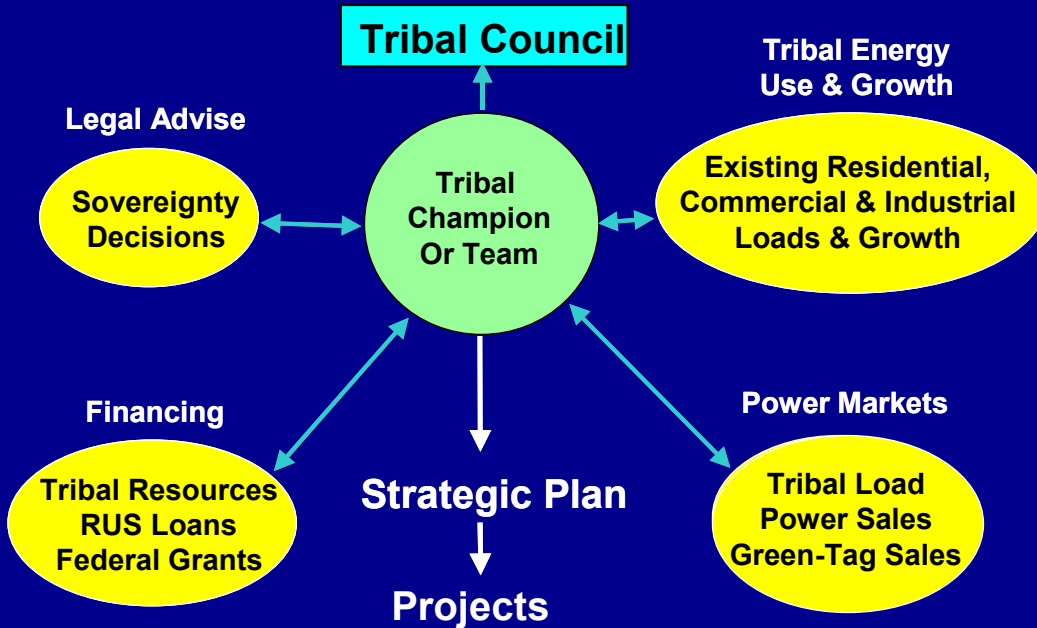 Tribal Council
Tribal Energy
Use & Growth
Legal Advise
Sovereignty
Decisions
Tribal
Champion
Or Team
Existing Residential,
Commercial & Industrial
Loads & Growth
Financing
Tribal Resources
RUS Loans
Federal Grants
Strategic Plan
Projects
Power Markets
Tribal Load
Power Sales
Green-Tag Sales